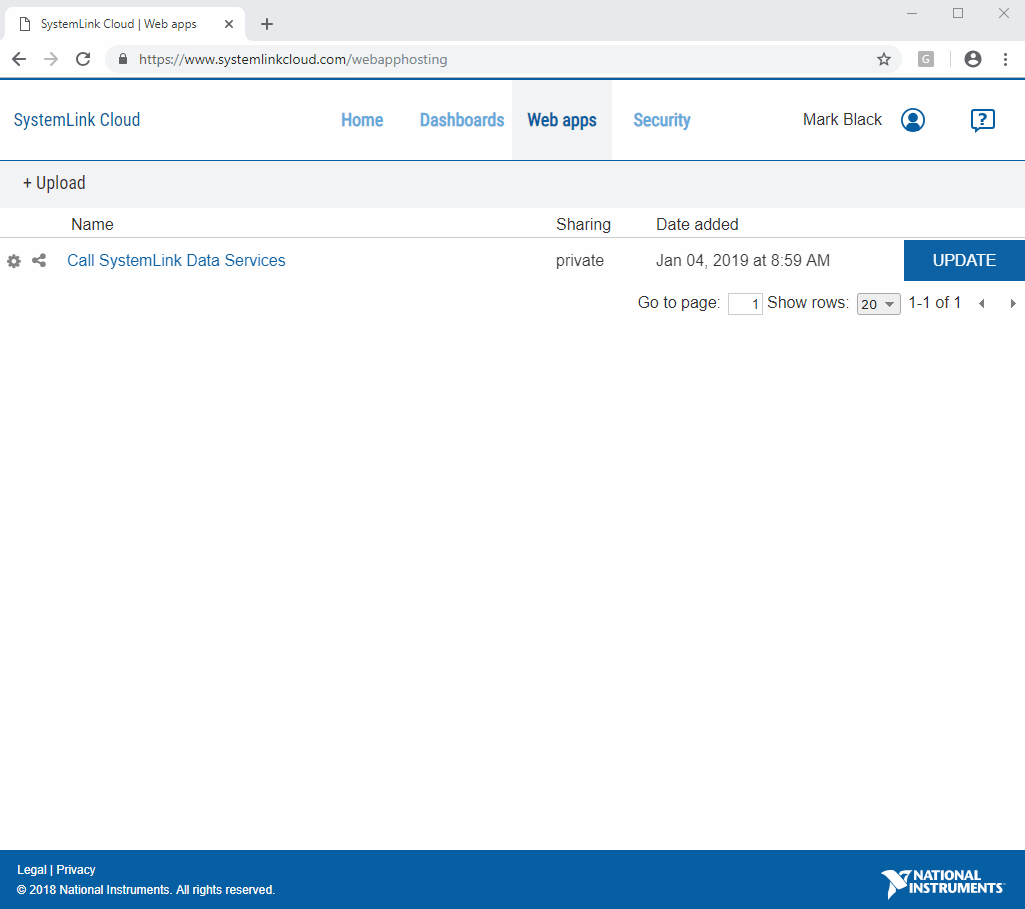 SystemLink Cloud | Web apps
https://www.systemlinkcloud.com/webapphosting
G
SystemLink Cloud Home Dashboards Web apps Security Mark Black ?
+ Upload
Name Sharing Date added
Call SystemLink Data Services private Jan 04, 2019 at 8:59 AM UPDATE
Go to page: 1 Show rows: 20 1-1 of 1
Legal | Privacy
© 2018 National Instruments. All rights reserved.
NATIONAL
INSTRUMENTS